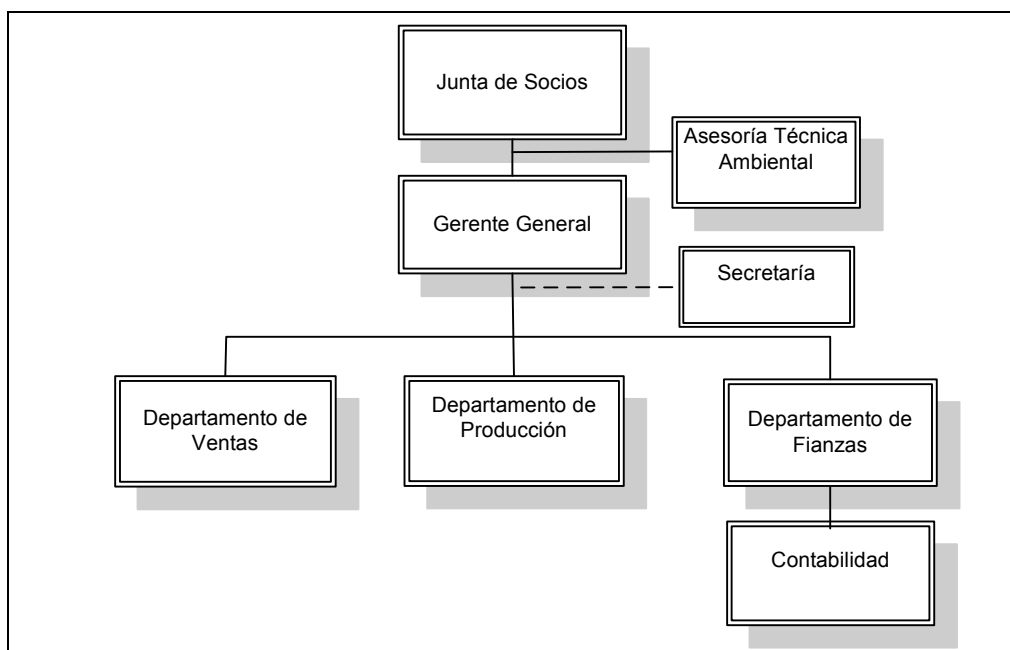 Junta de Socios
Asesoría Técnica
Ambiental
Gerente General
Secretaría
Departamento de
Ventas
Departamento de
Producción
Departamento de
Fianzas
Contabilidad